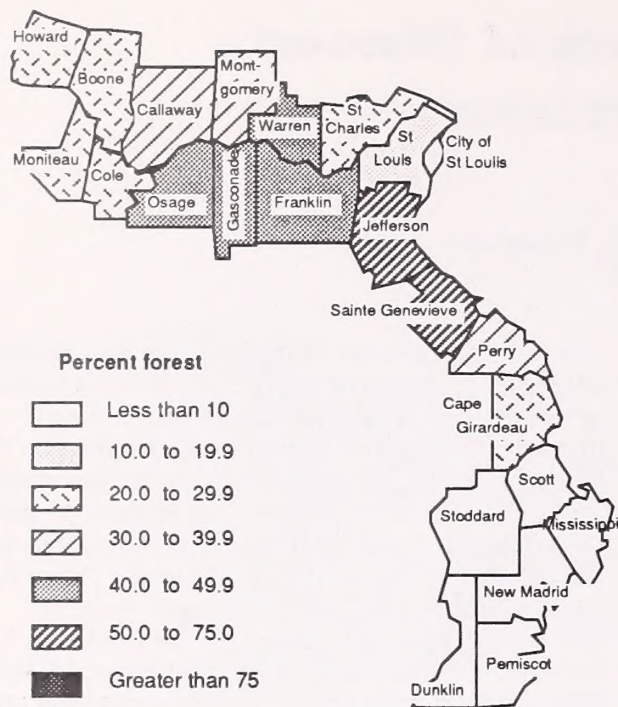 Howard
Boone
Mont-
gomery
Callaway
Warren
St
Charles
St
Louis
City of
St Loulis
Moniteau
Cole
Osage
Gasconade
Franklin
Jefferson
Sainte Genevieve
Perry
Cape
Girardeau
Scott
Stoddard
Mississippi
New Madrid
Pemiscot
Dunklin
Percent forest
Less than 10
10.0 to 19.9
20.0 to 29.9
30.0 to 39.9
40.0 to 49.9
50.0 to 75.0
Greater than 75